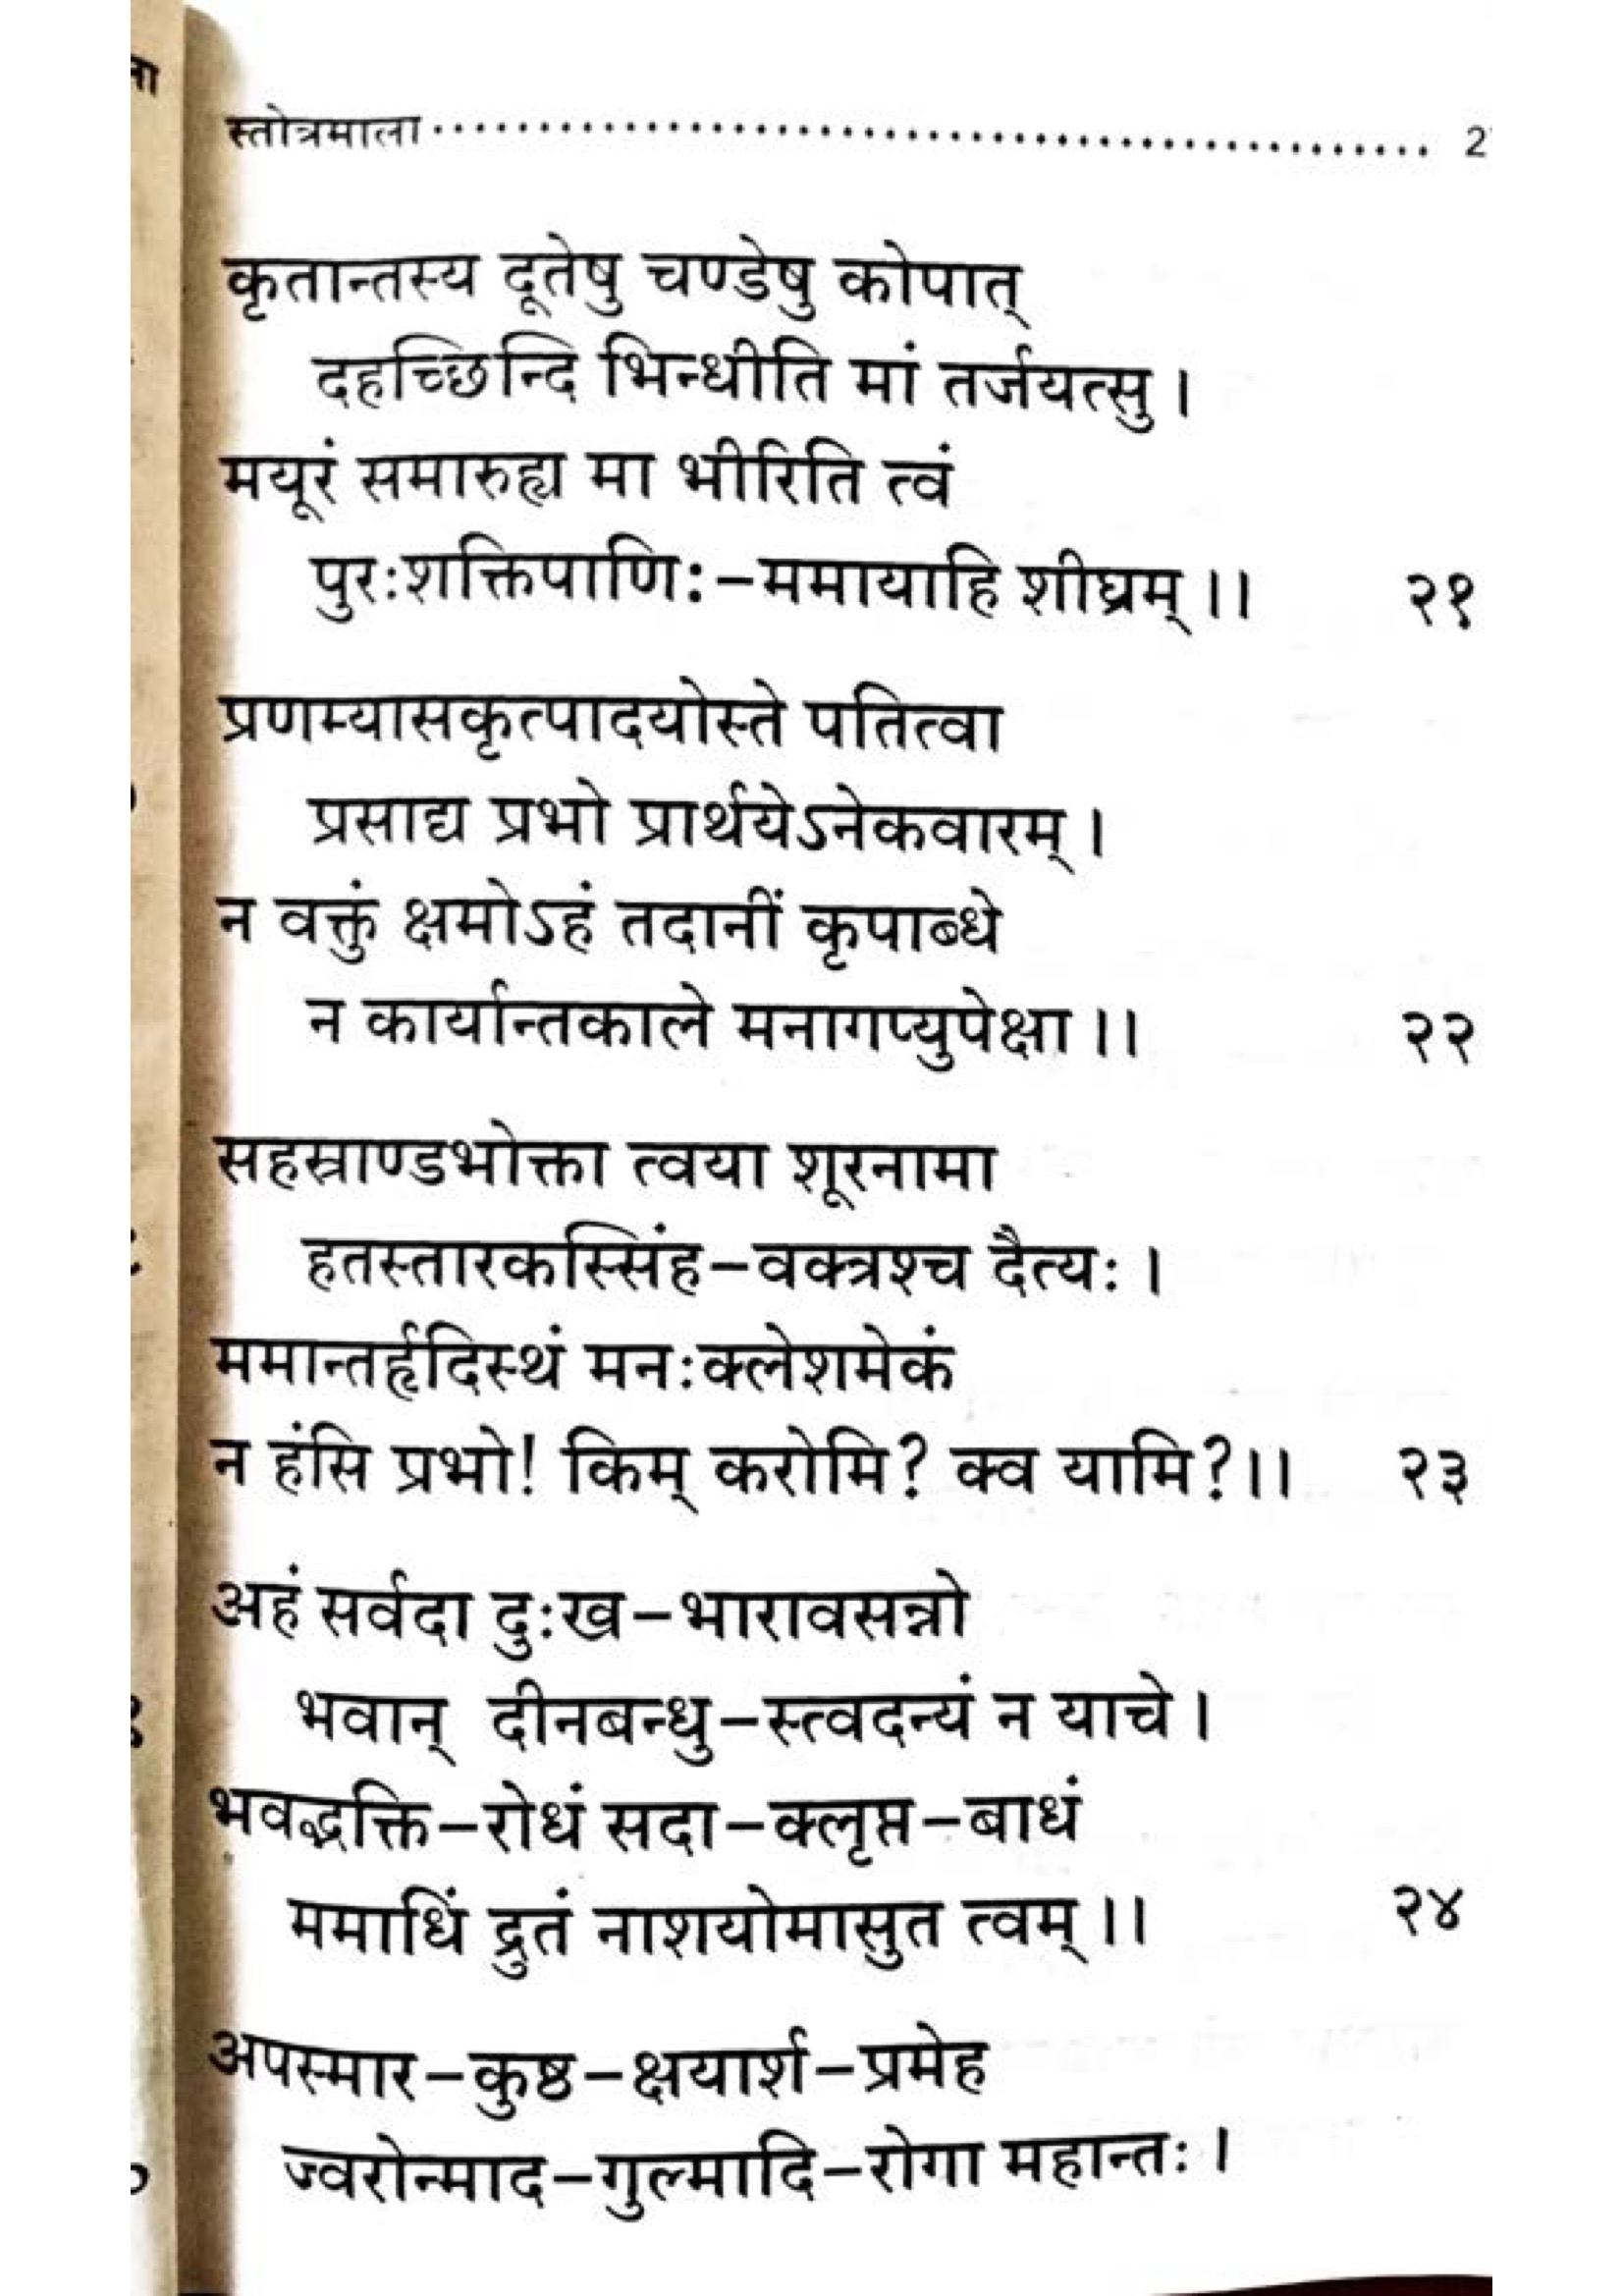 स्तोत्रमाला........................................................ 2
कृतान्तस्य दूतेषु चण्डेषु कोपात्
दहच्छिन्दि भिन्धीति मां तर्जयत्सु ।
मयूरं समारुह्य मा भीरिति त्वं
पुरःशक्तिपाणिः-ममायाहि शीघ्रम् ।। २१
प्रणम्यासकृत्पादयोस्ते पतित्वा
प्रसाद्य प्रभो प्रार्थयेऽनेकवारम् ।
न वक्तुं क्षमोऽहं तदानीं कृपाब्धे
न कार्यान्तकाले मनागप्युपेक्षा ।। २२
सहस्राण्डभोक्ता त्वया शूरनामा
हतस्तारकस्सिंह-वक्त्रश्च दैत्यः ।
ममान्तर्हृदिस्थं मनःक्लेशमेकं
न हंसि प्रभो! किम् करोमि? क्व यामि?।। २३
अहं सर्वदा दुःख-भारावसन्नो
भवान् दीनबन्धु-स्त्वदन्यं न याचे ।
भवद्भक्ति-रोधं सदा-क्लृप्त-बाधं
ममाधिं द्रुतं नाशयोमासुत त्वम् ।। २४
अपस्मार-कुष्ठ-क्षयार्श-प्रमेह
ज्वरोन्माद-गुल्मादि-रोगा महान्तः ।